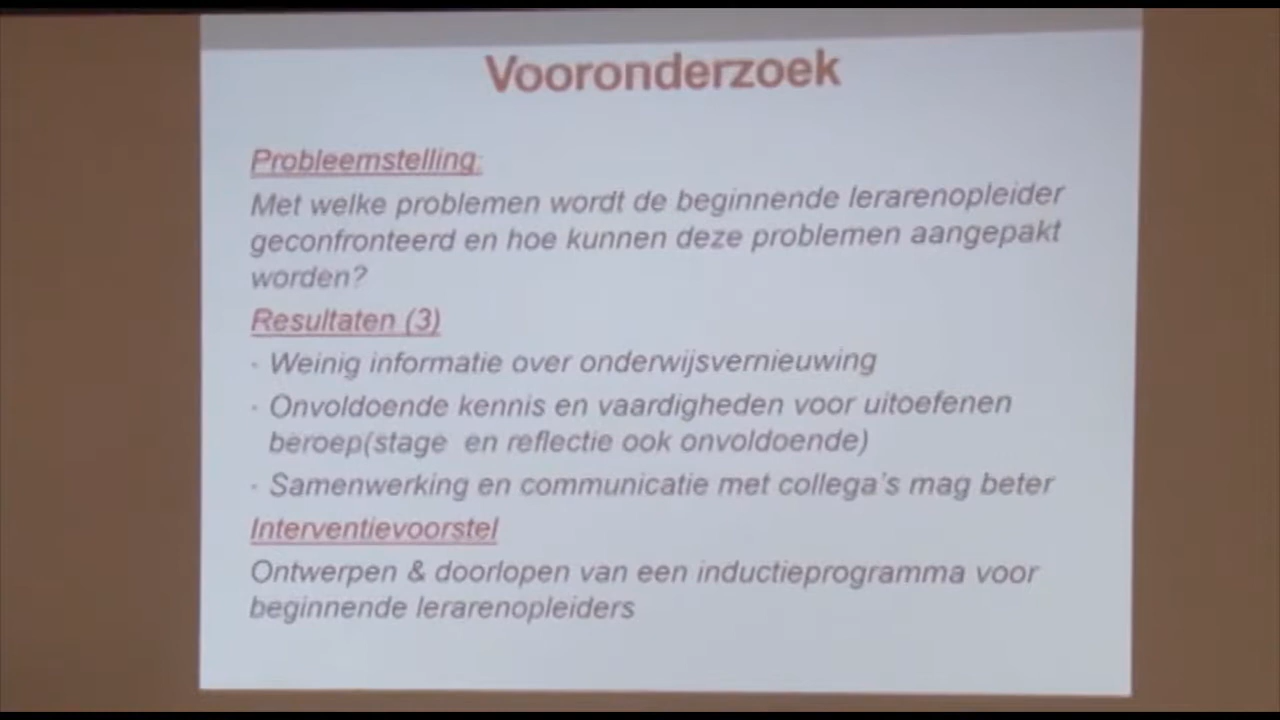 Vooronderzoek
Probleemstelling:
Met welke problemen wordt de beginnende lerarenopleider
geconfronteerd en hoe kunnen deze problemen aangepakt
worden?
Resultaten (3)
· Weinig informatie over onderwijsvernieuwing
· Onvoldoende kennis en vaardigheden voor uitoefenen
beroep(stage en reflectie ook onvoldoende)
· Samenwerking en communicatie met collega's mag beter
Interventievoorstel
Ontwerpen & doorlopen van een inductieprogramma voor
beginnende lerarenopleiders